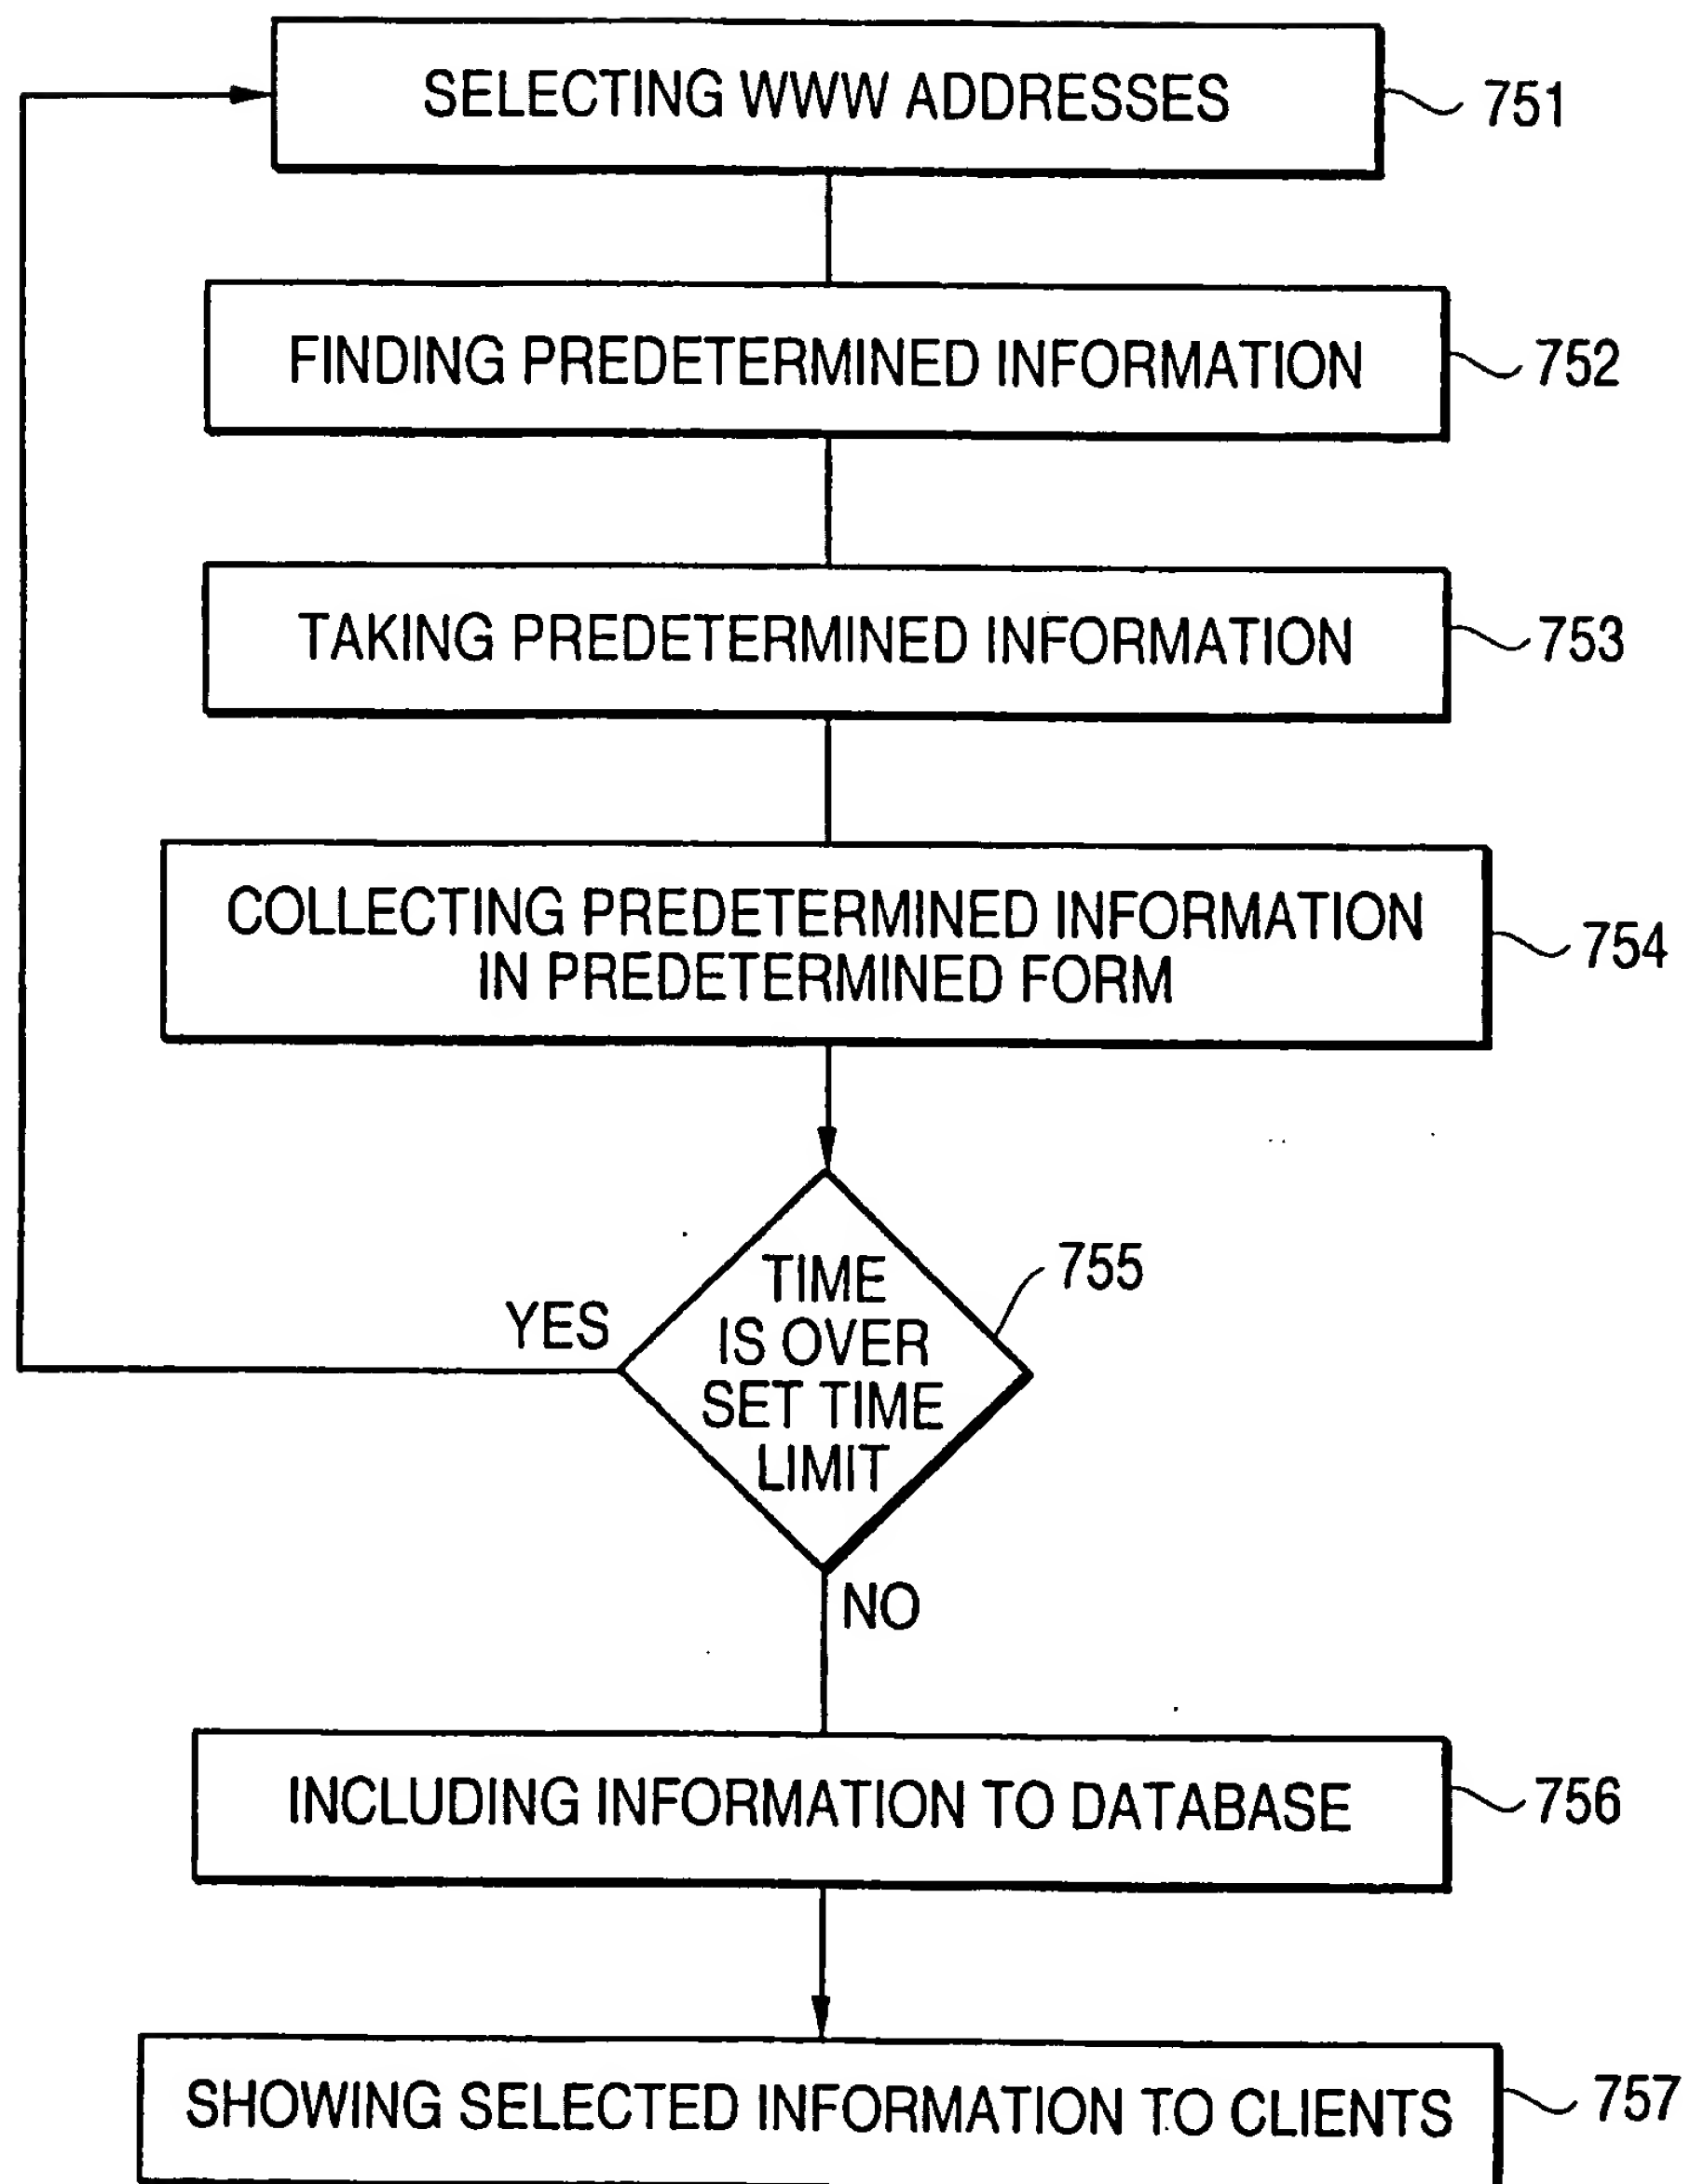 SELECTING WWW ADDRESSES
751
FINDING PREDETERMINED INFORMATION
752
TAKING PREDETERMINED INFORMATION
753
COLLECTING PREDETERMINED INFORMATION
IN PREDETERMINED FORM
754
TIME
IS OVER
SET TIME
LIMIT
755
YES
NO
INCLUDING INFORMATION TO DATABASE
756
SHOWING SELECTED INFORMATION TO CLIENTS
757